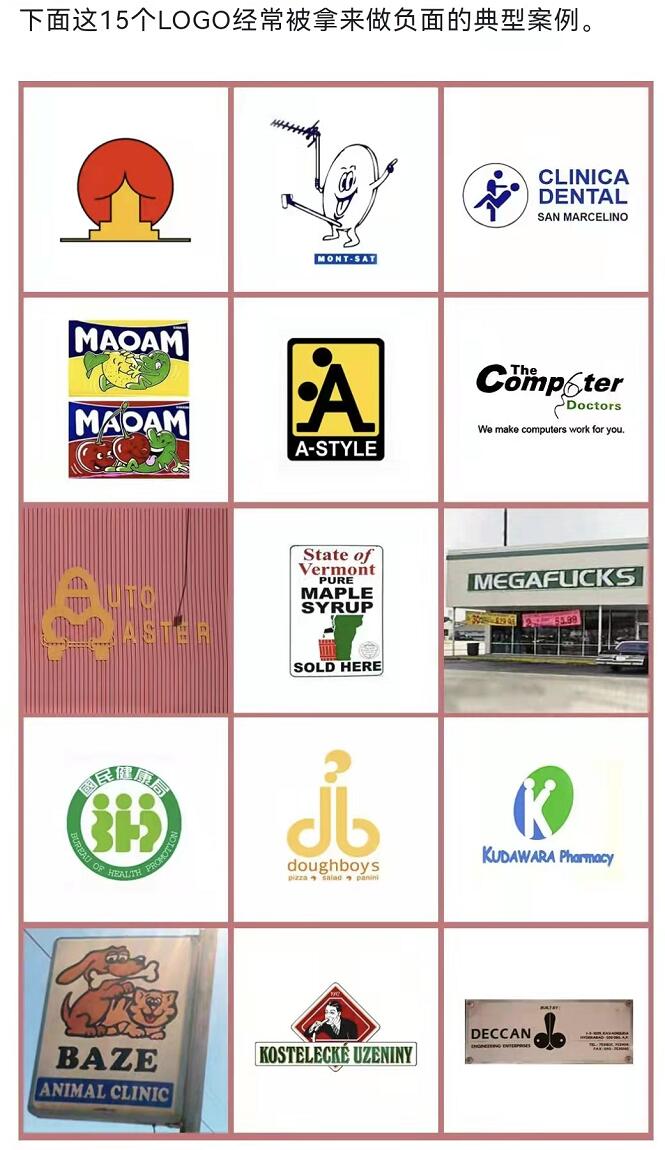 下面这15个LOGO经常被拿来做负面的典型案例。
MONT-SAT
CLINICA
DENTAL
SAN MARCELINO
MAOAM
MAOAM
A-STYLE
The
Computer
Doctors
We make computers work for you.
AUTO
MASTER
State of
Vermont
PURE
MAPLE
SYRUP
SOLD HERE
MEGAFLICKS
國民健康局
BUREAU OF HEALTH PROMOTION
doughboys
pizza salad panini
KUDAWARA Pharmacy
BAZE
ANIMAL CLINIC
1917
KOSTELECKÉ UZENINY
BUILT BY:
DECCAN
ENGINEERING ENTERPRISES